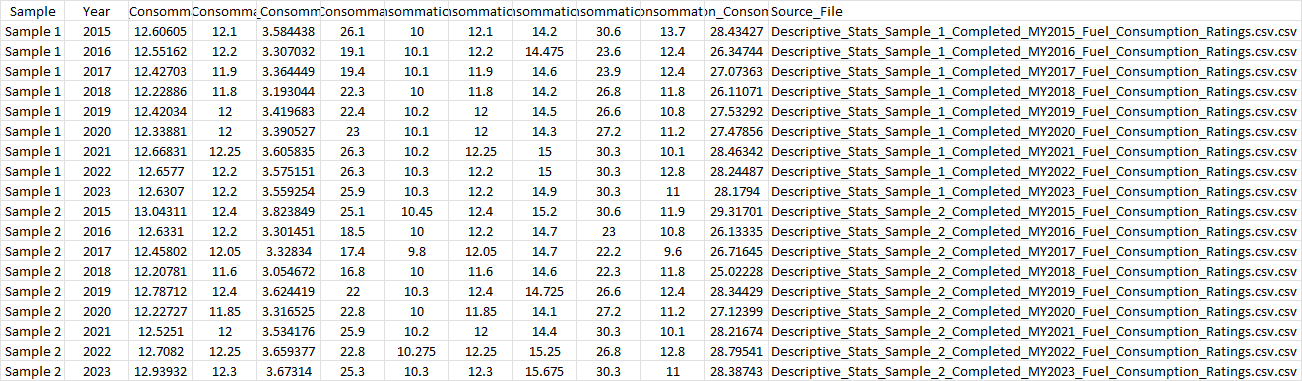 Sample Year _Consomm Consomma _Consomm Consomma nsommatic nsommatic nsommatic nsommatic onsommat on_Conson Source_File
Sample 1 2015 12.60605 12.1 3.584438 26.1 10 12.1 14.2 30.6 13.7 28.43427 Descriptive_Stats_Sample_1_Completed_MY2015_Fuel_Consumption_Ratings.csv.csv
Sample 1 2016 12.55162 12.2 3.307032 19.1 10.1 12.2 14.475 23.6 12.4 26.34744 Descriptive_Stats_Sample_1_Completed_MY2016_Fuel_Consumption_Ratings.csv.csv
Sample 1 2017 12.42703 11.9 3.364449 19.4 10.1 11.9 14.6 23.9 12.4 27.07363 Descriptive_Stats_Sample_1_Completed_MY2017_Fuel_Consumption_Ratings.csv.csv
Sample 1 2018 12.22886 11.8 3.193044 22.3 10 11.8 14.2 26.8 11.8 26.11071 Descriptive_Stats_Sample_1_Completed_MY2018_Fuel_Consumption_Ratings.csv.csv
Sample 1 2019 12.42034 12 3.419683 22.4 10.2 12 14.5 26.6 10.8 27.53292 Descriptive_Stats_Sample_1_Completed_MY2019_Fuel_Consumption_Ratings.csv.csv
Sample 1 2020 12.33881 12 3.390527 23 10.1 12 14.3 27.2 11.2 27.47856 Descriptive_Stats_Sample_1_Completed_MY2020_Fuel_Consumption_Ratings.csv.csv
Sample 1 2021 12.66831 12.25 3.605835 26.3 10.2 12.25 15 30.3 10.1 28.46342 Descriptive_Stats_Sample_1_Completed_MY2021_Fuel_Consumption_Ratings.csv.csv
Sample 1 2022 12.6577 12.2 3.575151 26.3 10.3 12.2 15 30.3 12.8 28.24487 Descriptive_Stats_Sample_1_Completed_MY2022_Fuel_Consumption_Ratings.csv.csv
Sample 1 2023 12.6307 12.2 3.559254 25.9 10.3 12.2 14.9 30.3 11 28.1794 Descriptive_Stats_Sample_1_Completed_MY2023_Fuel_Consumption_Ratings.csv.csv
Sample 2 2015 13.04311 12.4 3.823849 25.1 10.45 12.4 15.2 30.6 11.9 29.31701 Descriptive_Stats_Sample_2_Completed_MY2015_Fuel_Consumption_Ratings.csv.csv
Sample 2 2016 12.6331 12.2 3.301451 18.5 10 12.2 14.7 23 10.8 26.13335 Descriptive_Stats_Sample_2_Completed_MY2016_Fuel_Consumption_Ratings.csv.csv
Sample 2 2017 12.45802 12.05 3.32834 17.4 9.8 12.05 14.7 22.2 9.6 26.71645 Descriptive_Stats_Sample_2_Completed_MY2017_Fuel_Consumption_Ratings.csv.csv
Sample 2 2018 12.20781 11.6 3.054672 16.8 10 11.6 14.6 22.3 11.8 25.02228 Descriptive_Stats_Sample_2_Completed_MY2018_Fuel_Consumption_Ratings.csv.csv
Sample 2 2019 12.78712 12.4 3.624419 22 10.3 12.4 14.725 26.6 12.4 28.34429 Descriptive_Stats_Sample_2_Completed_MY2019_Fuel_Consumption_Ratings.csv.csv
Sample 2 2020 12.22727 11.85 3.316525 22.8 10 11.85 14.1 27.2 11.2 27.12399 Descriptive_Stats_Sample_2_Completed_MY2020_Fuel_Consumption_Ratings.csv.csv
Sample 2 2021 12.5251 12 3.534176 25.9 10.2 12 14.4 30.3 10.1 28.21674 Descriptive_Stats_Sample_2_Completed_MY2021_Fuel_Consumption_Ratings.csv.csv
Sample 2 2022 12.7082 12.25 3.659377 22.8 10.275 12.25 15.25 26.8 12.8 28.79541 Descriptive_Stats_Sample_2_Completed_MY2022_Fuel_Consumption_Ratings.csv.csv
Sample 2 2023 12.93932 12.3 3.67314 25.3 10.3 12.3 15.675 30.3 11 28.38743 Descriptive_Stats_Sample_2_Completed_MY2023_Fuel_Consumption_Ratings.csv.csv